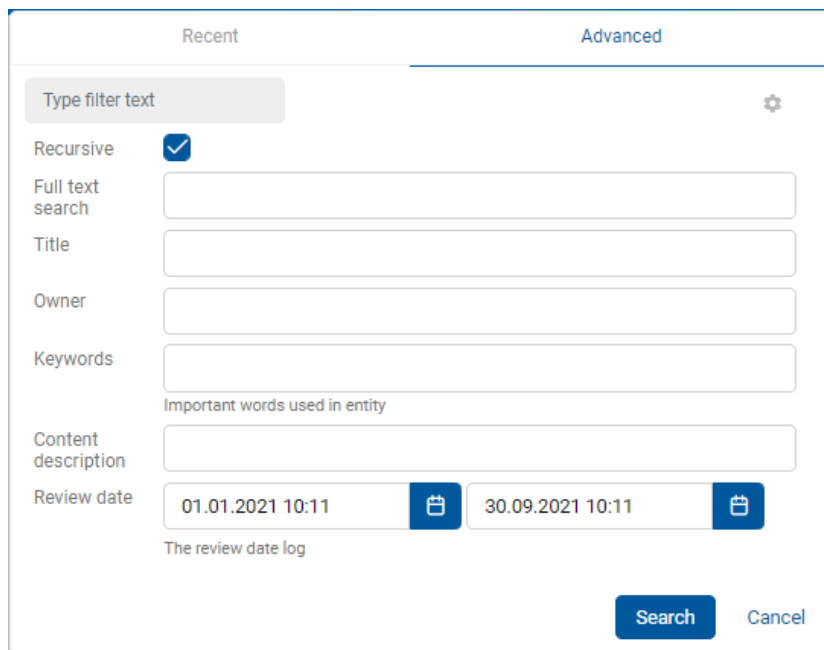 Recent Advanced
Type filter text
Recursive
Full text
search
Title
Owner
Keywords
Important words used in entity
Content
description
Review date 01.01.2021 10:11 30.09.2021 10:11
The review date log
Search Cancel